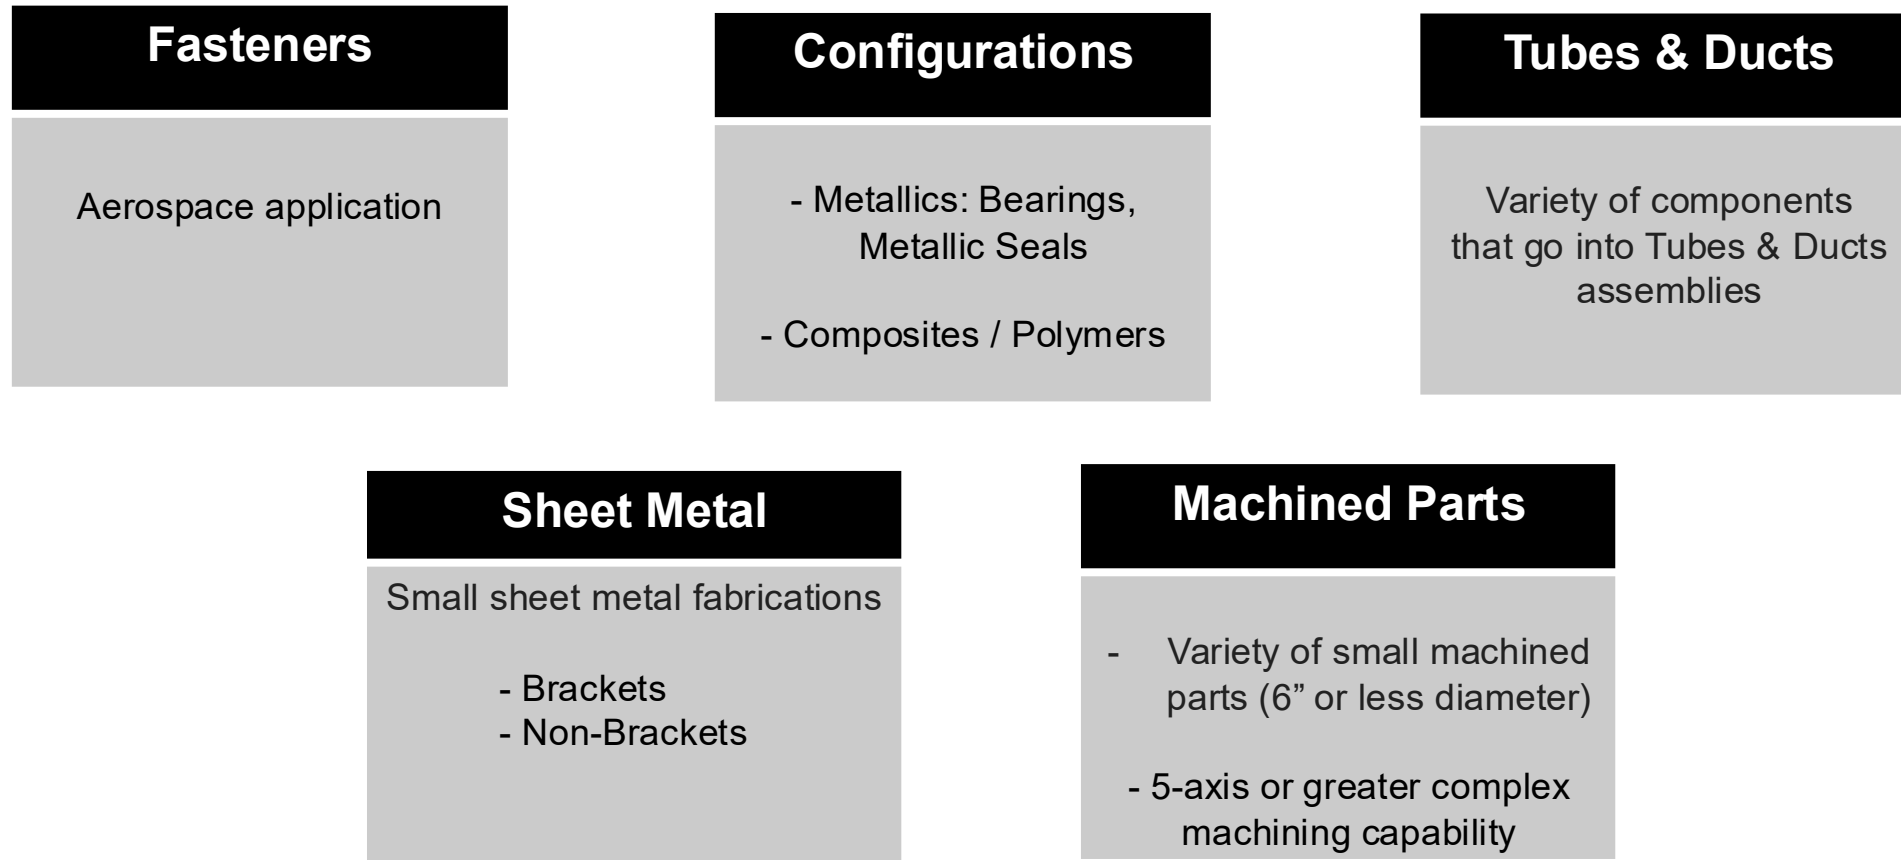 Fasteners
Aerospace application
Configurations
- Metallics: Bearings,
Metallic Seals
- Composites / Polymers
Tubes & Ducts
Variety of components
that go into Tubes & Ducts
assemblies
Sheet Metal
Small sheet metal fabrications
- Brackets
- Non-Brackets
Machined Parts
- Variety of small machined
parts (6” or less diameter)
- 5-axis or greater complex
machining capability